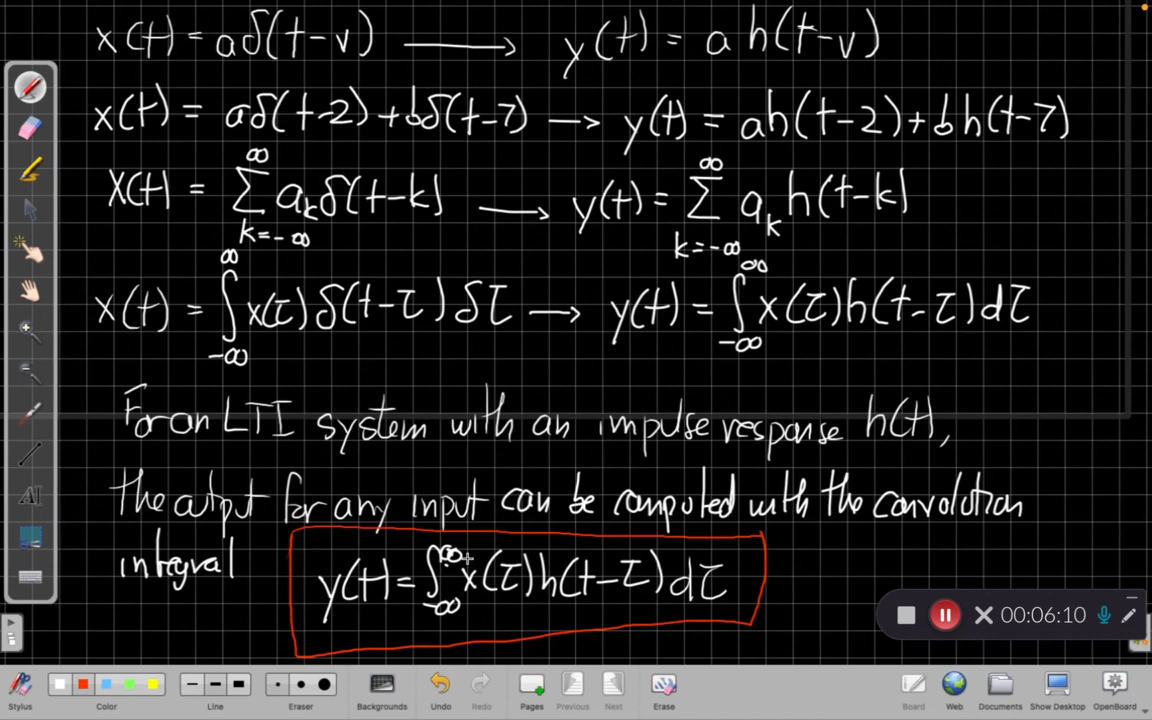 x(t) = aδ(t-v) ⟶ y(t) = a h(t-v)
x(t) = aδ(t-2)+bδ(t-7) ⟶ y(t) = ah(t-2)+bh(t-7)
x(t) = ∑_{k=-∞}^{∞} a_k δ(t-k) ⟶ y(t) = ∑_{k=-∞}^{∞} a_k h(t-k)
x(t) = ∫_{-∞}^{∞} x(τ)δ(t-τ)δτ ⟶ y(t) = ∫_{-∞}^{∞} x(τ)h(t-τ)dτ
For an LTI system with an impulse response h(t),
the output for any input can be computed with the convolution
integral y(t) = ∫_{-∞}^{∞} x(τ)h(t-τ)dτ
00:06:10
AI
Stylus Color Line Eraser Backgrounds Undo Redo Pages Previous Next Erase Board Web Documents Show Desktop OpenBoard